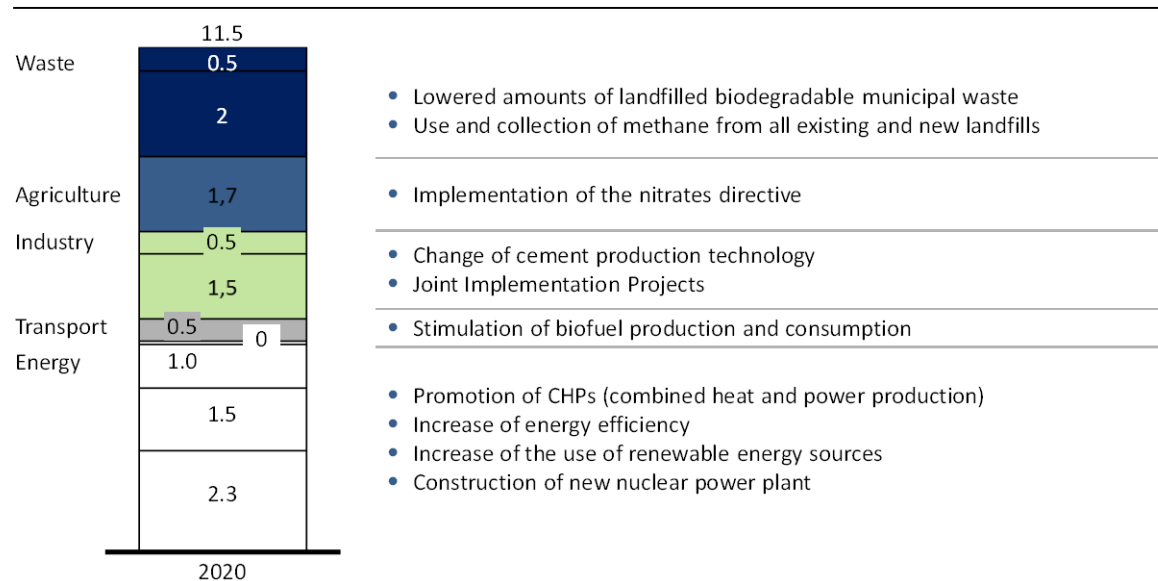 11.5
Waste
0.5
2
• Lowered amounts of landfilled biodegradable municipal waste
• Use and collection of methane from all existing and new landfills
Agriculture
1,7
• Implementation of the nitrates directive
Industry
0.5
1,5
• Change of cement production technology
• Joint Implementation Projects
Transport
0.5
0
• Stimulation of biofuel production and consumption
Energy
1.0
1.5
2.3
• Promotion of CHPs (combined heat and power production)
• Increase of energy efficiency
• Increase of the use of renewable energy sources
• Construction of new nuclear power plant
2020